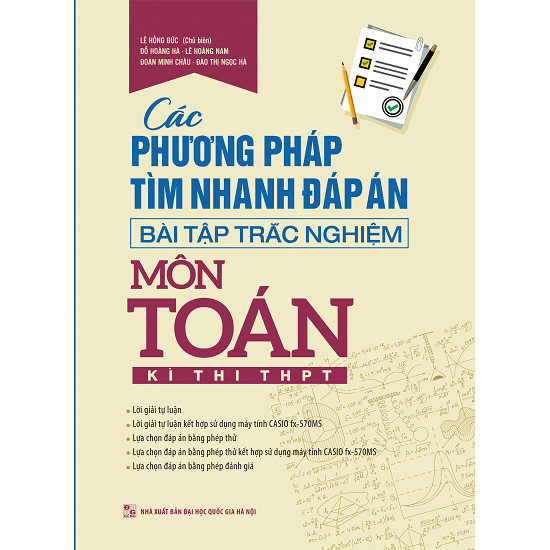 LÊ HỒNG ĐỨC (Chủ biên)
ĐỖ HOÀNG HÀ - LÊ HOÀNG NAM
ĐOÀN MINH CHÂU - ĐÀO THỊ NGỌC HÀ
Các
PHƯƠNG PHÁP
TÌM NHANH ĐÁP ÁN
BÀI TẬP TRẮC NGHIỆM
MÔN
TOÁN
KÌ THI THPT
• Lời giải tự luận
• Lời giải tự luận kết hợp sử dụng máy tính CASIO fx-570MS
• Lựa chọn đáp án bằng phép thử
• Lựa chọn đáp án bằng phép thử kết hợp sử dụng máy tính CASIO fx-570MS
• Lựa chọn đáp án bằng phép đánh giá
NHÀ XUẤT BẢN ĐẠI HỌC QUỐC GIA HÀ NỘI